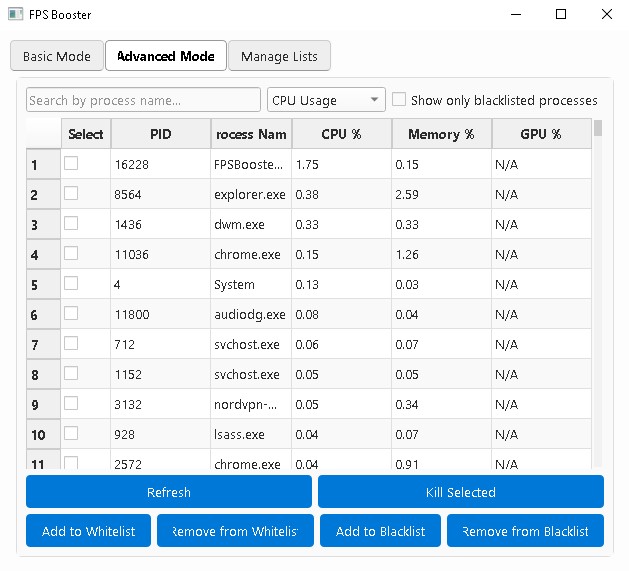 FPS Booster
Basic Mode Advanced Mode Manage Lists
Search by process name... CPU Usage Show only blacklisted processes
Select PID rocess Nam CPU % Memory % GPU %
1 16228 FPSBooste... 1.75 0.15 N/A
2 8564 explorer.exe 0.38 2.59 N/A
3 1436 dwm.exe 0.33 0.33 N/A
4 11036 chrome.exe 0.15 1.26 N/A
5 4 System 0.13 0.03 N/A
6 11800 audiodg.exe 0.08 0.04 N/A
7 712 svchost.exe 0.06 0.07 N/A
8 1152 svchost.exe 0.05 0.05 N/A
9 3132 nordvpn-... 0.05 0.34 N/A
10 928 lsass.exe 0.04 0.07 N/A
11 2572 chrome.exe 0.04 0.91 N/A
Refresh Kill Selected
Add to Whitelist Remove from Whitelist Add to Blacklist Remove from Blacklist